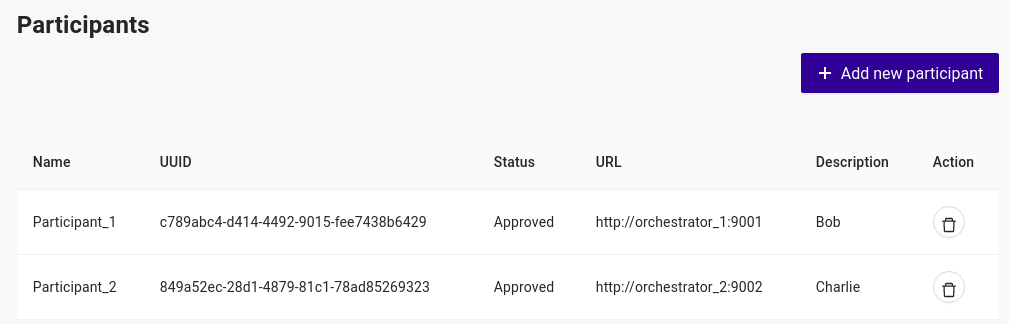 Participants
+ Add new participant
Name UUID Status URL Description Action
Participant_1 c789abc4-d414-4492-9015-fee7438b6429 Approved http://orchestrator_1:9001 Bob
Participant_2 849a52ec-28d1-4879-81c1-78ad85269323 Approved http://orchestrator_2:9002 Charlie